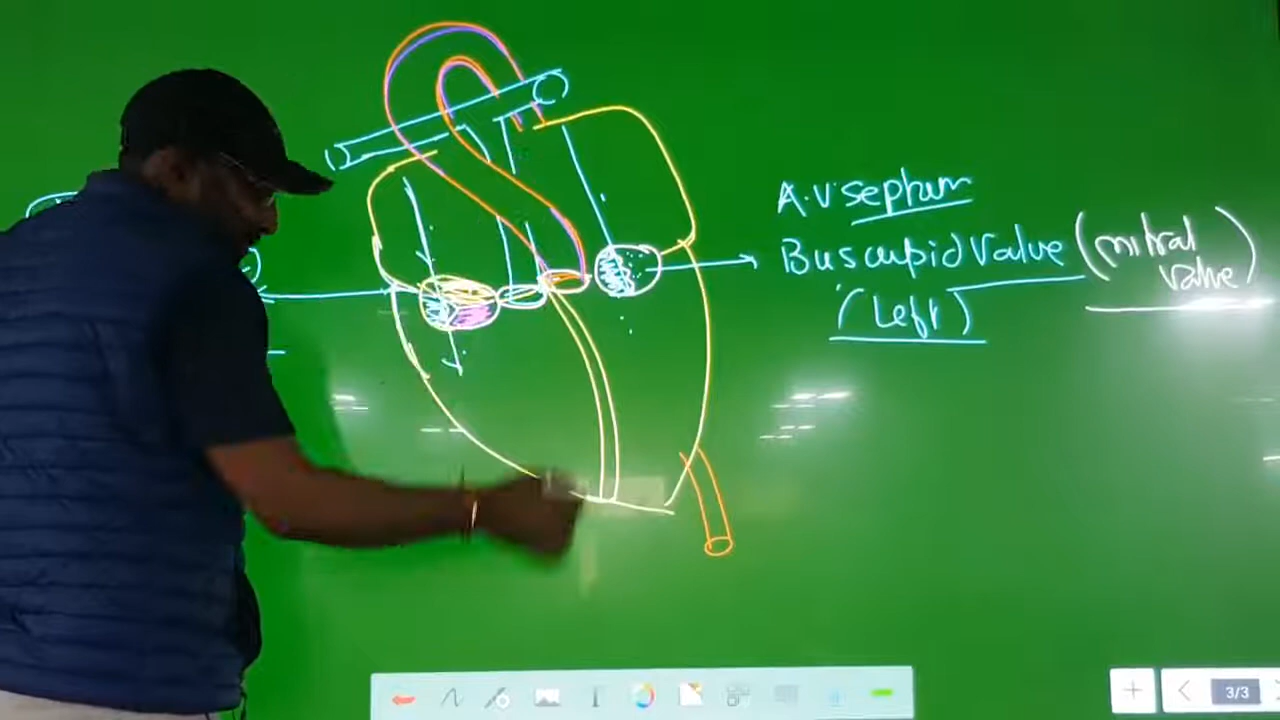 A.V septum
Buscupid Valve (mitral
valve)
(Left)
3/3